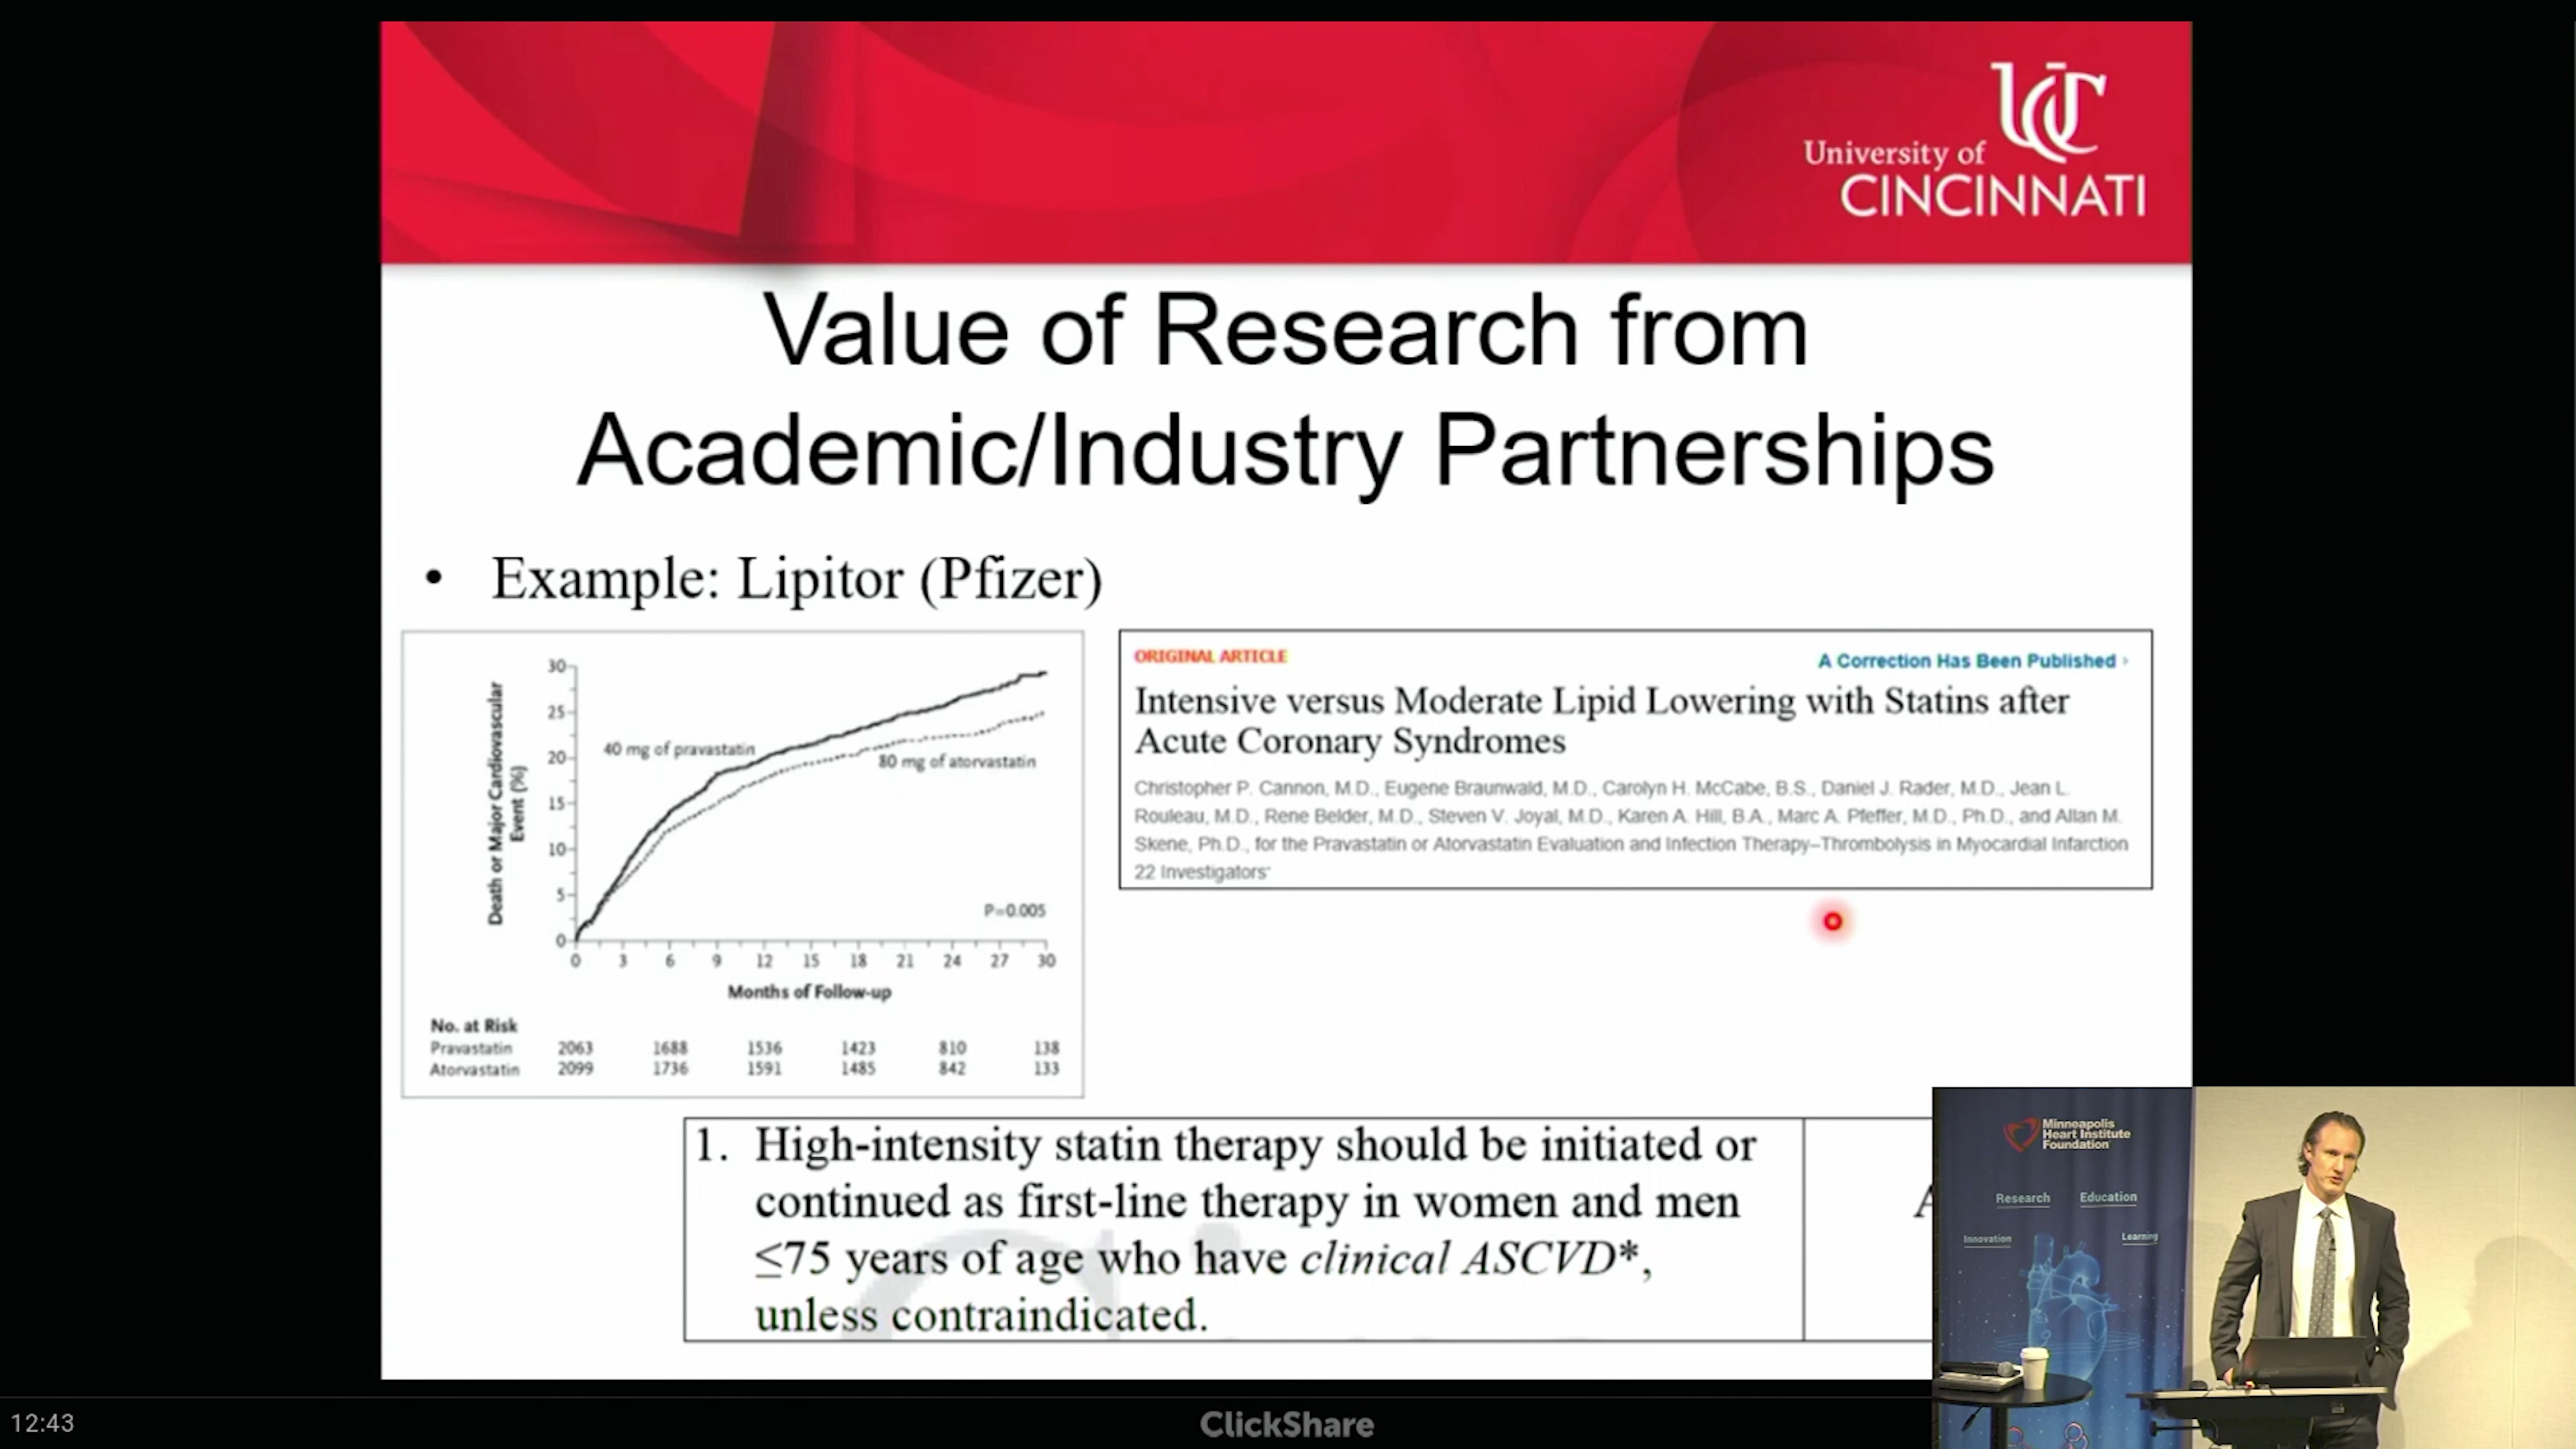 University of
CINCINNATI
Value of Research from
Academic/Industry Partnerships
• Example: Lipitor (Pfizer)
Death or Major Cardiovascular
Event (%)
30
25
20
15
10
5
0
40 mg of pravastatin
80 mg of atorvastatin
P=0.005
0 3 6 9 12 15 18 21 24 27 30
Months of Follow-up
No. at Risk
Pravastatin 2063 1688 1536 1423 810 138
Atorvastatin 2099 1736 1591 1485 842 133
ORIGINAL ARTICLE
A Correction Has Been Published
Intensive versus Moderate Lipid Lowering with Statins after
Acute Coronary Syndromes
Christopher P. Cannon, M.D., Eugene Braunwald, M.D., Carolyn H. McCabe, B.S., Daniel J. Rader, M.D., Jean L.
Rouleau, M.D., Rene Belder, M.D., Steven V. Joyal, M.D., Karen A. Hill, B.A., Marc A. Pfeffer, M.D., Ph.D., and Allan M.
Skene, Ph.D., for the Pravastatin or Atorvastatin Evaluation and Infection Therapy–Thrombolysis in Myocardial Infarction
22 Investigators*
1. High-intensity statin therapy should be initiated or
continued as first-line therapy in women and men
≤75 years of age who have clinical ASCVD*,
unless contraindicated.
Minneapolis
Heart Institute
Foundation
Research Education
Innovation Learning
12:43
ClickShare